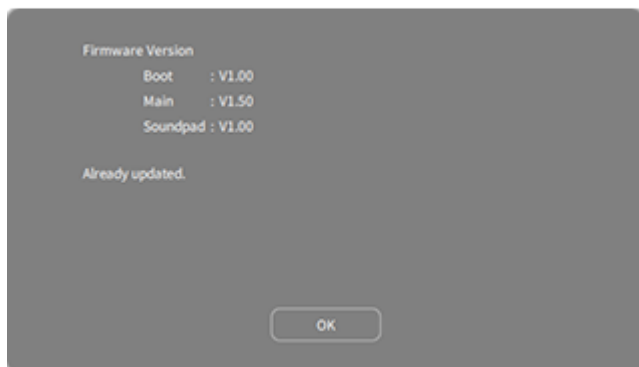 Firmware Version
Boot : V1.00
Main : V1.50
Soundpad : V1.00
Already updated.
OK